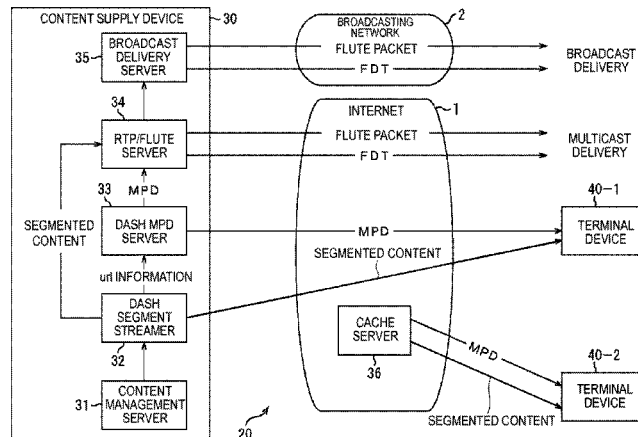 CONTENT SUPPLY DEVICE
30
35
BROADCAST
DELIVERY
SERVER
BROADCASTING
NETWORK
2
FLUTE PACKET
FDT
BROADCAST
DELIVERY
34
RTP/FLUTE
SERVER
INTERNET
1
FLUTE PACKET
FDT
MULTICAST
DELIVERY
MPD
33
DASH MPD
SERVER
SEGMENTED
CONTENT
MPD
SEGMENTED CONTENT
40-1
TERMINAL
DEVICE
url INFORMATION
DASH
SEGMENT
STREAMER
32
CACHE
SERVER
36
MPD
SEGMENTED CONTENT
40-2
TERMINAL
DEVICE
31
CONTENT
MANAGEMENT
SERVER
20